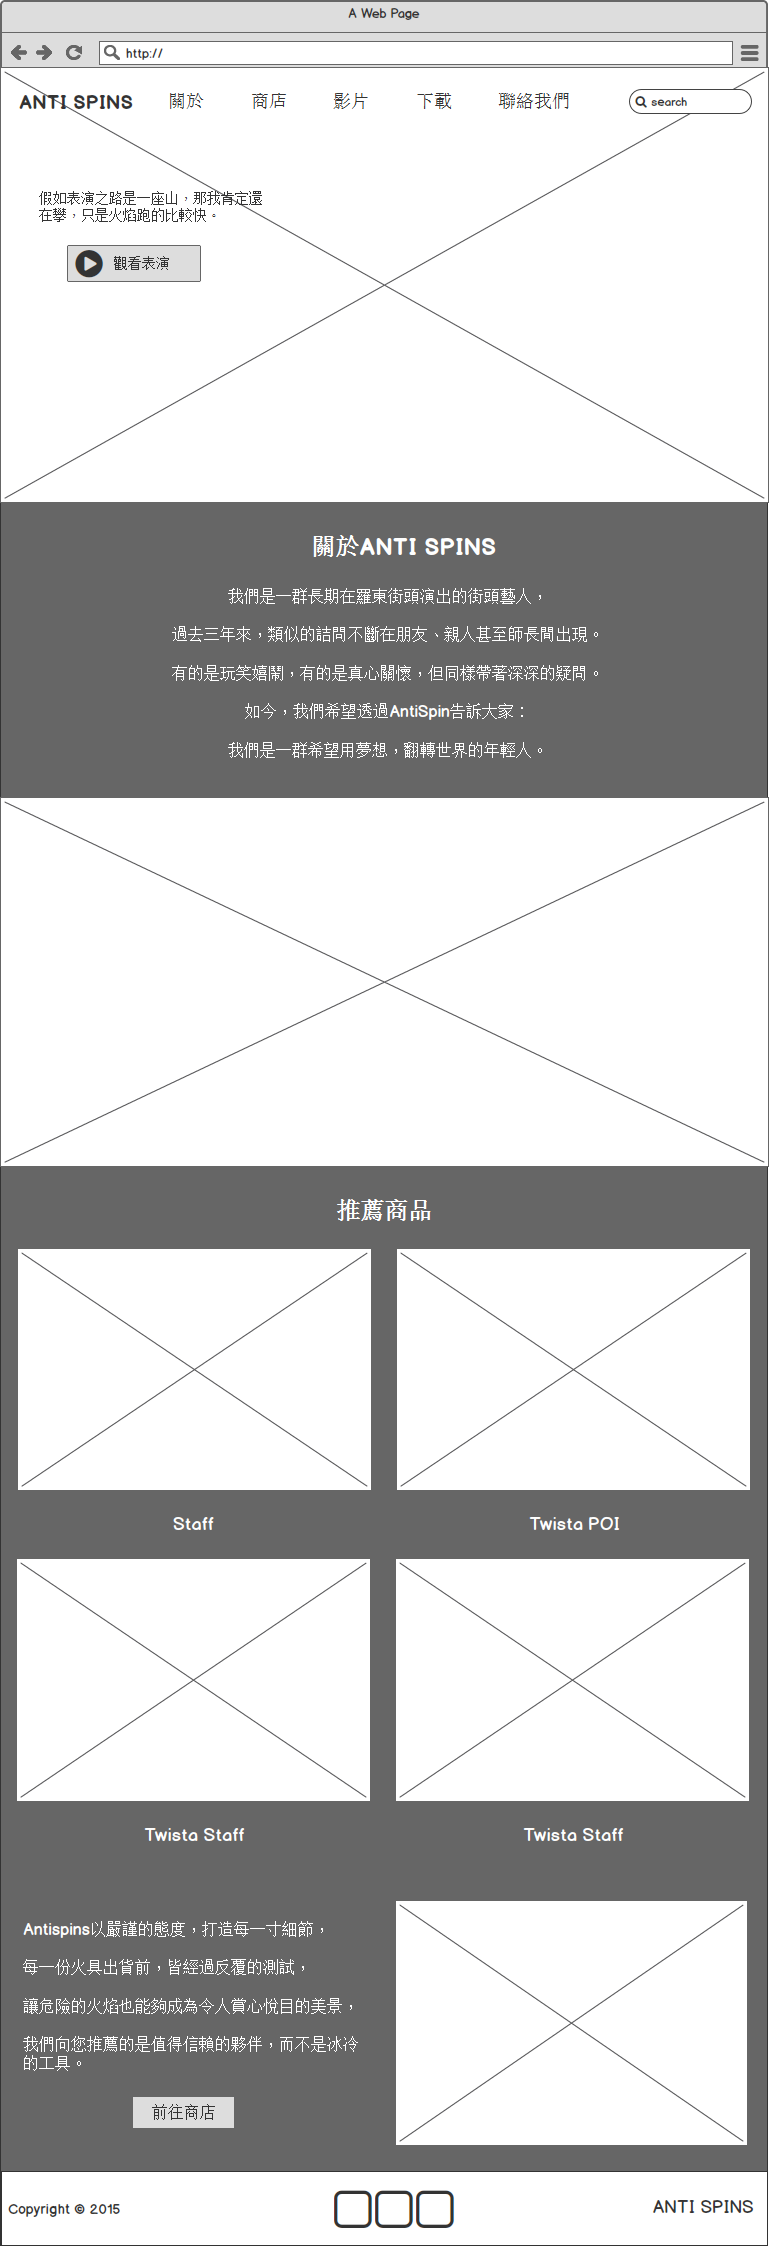 A Web Page
http://
ANTI SPINS 關於 商店 影片 下載 聯絡我們 search
假如表演之路是一座山，那我肯定還
在攀，只是火焰跑的比較快。
觀看表演
關於ANTI SPINS
我們是一群長期在羅東街頭演出的街頭藝人，
過去三年來，類似的詰問不斷在朋友、親人甚至師長間出現。
有的是玩笑嬉鬧，有的是真心關懷，但同樣帶著深深的疑問。
如今，我們希望透過AntiSpin告訴大家：
我們是一群希望用夢想，翻轉世界的年輕人。
推薦商品
Staff
Twista POI
Twista Staff
Twista Staff
Antispins以嚴謹的態度，打造每一寸細節，
每一份火具出貨前，皆經過反覆的測試，
讓危險的火焰也能夠成為令人賞心悅目的美景，
我們向您推薦的是值得信賴的夥伴，而不是冰冷
的工具。
前往商店
Copyright © 2015
ANTI SPINS